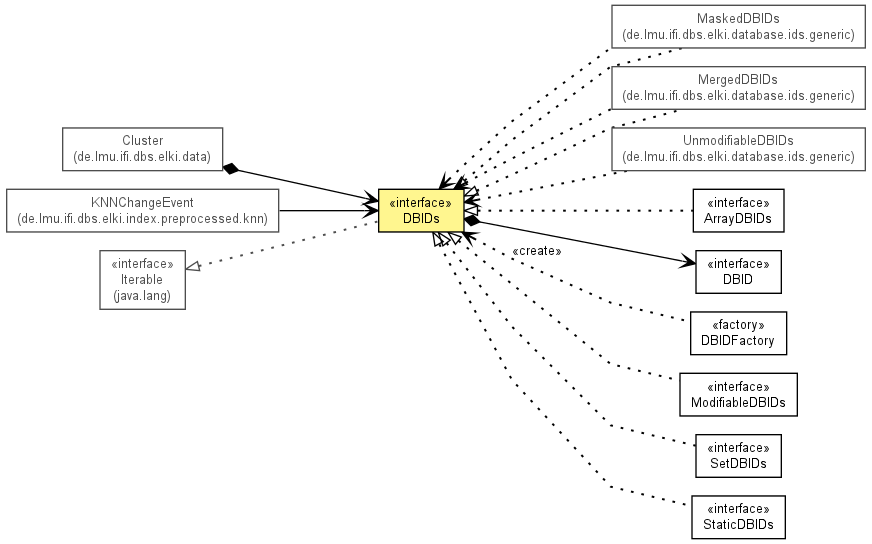 MaskedDBIDs
(de.lmu.ifi.dbs.elki.database.ids.generic)
MergedDBIDs
(de.lmu.ifi.dbs.elki.database.ids.generic)
Cluster
(de.lmu.ifi.dbs.elki.data)
UnmodifiableDBIDs
(de.lmu.ifi.dbs.elki.database.ids.generic)
KNNChangeEvent
(de.lmu.ifi.dbs.elki.index.preprocessed.knn)
«interface»
DBIDs
«interface»
ArrayDBIDs
«interface»
Iterable
(java.lang)
«create»
«interface»
DBID
«factory»
DBIDFactory
«interface»
ModifiableDBIDs
«interface»
SetDBIDs
«interface»
StaticDBIDs